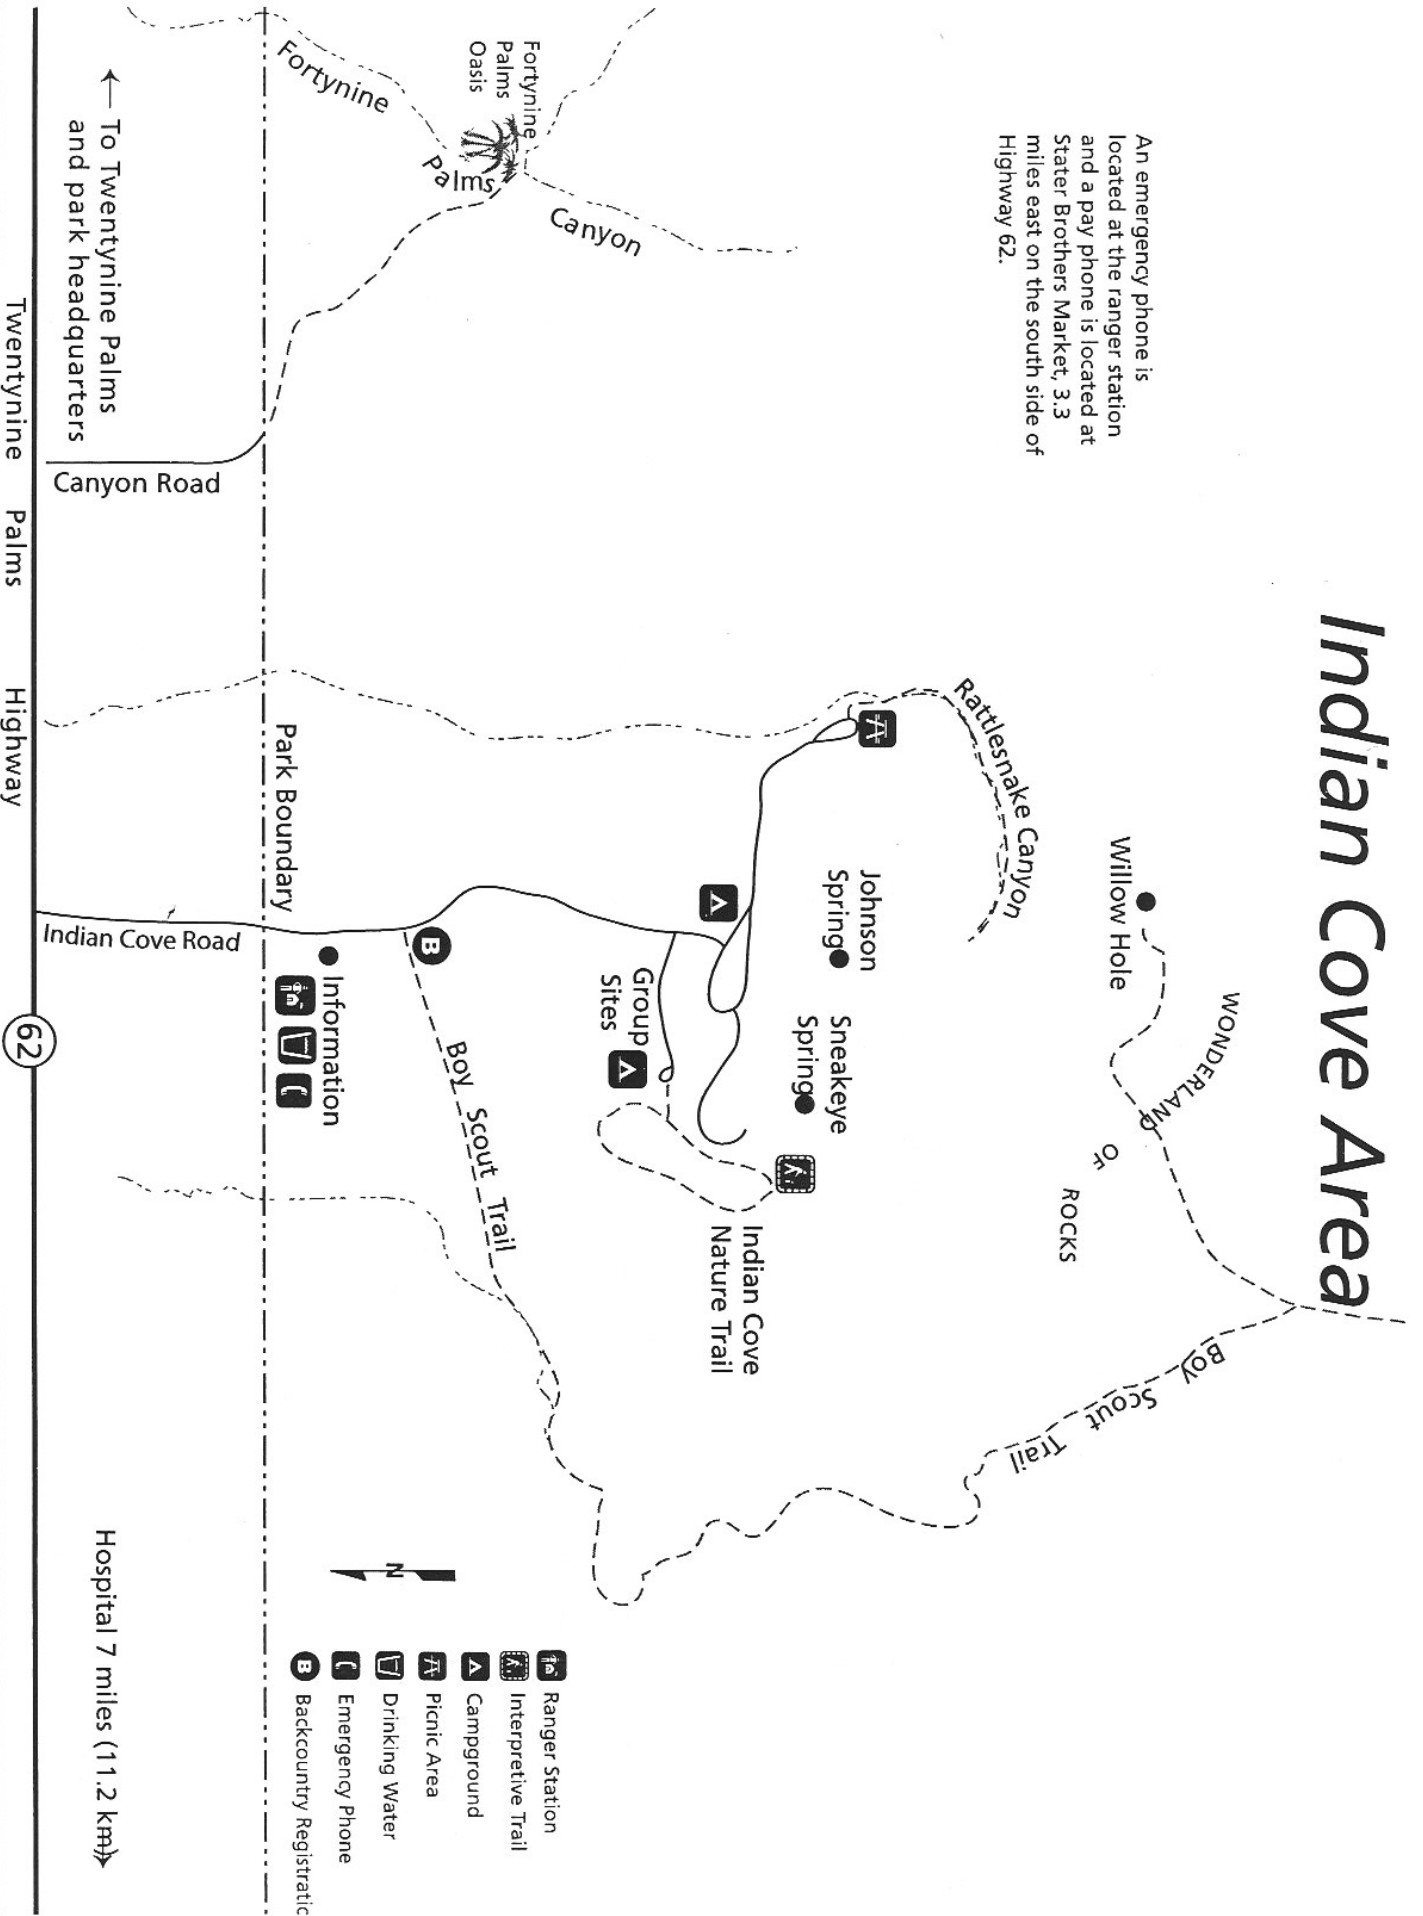 Indian Cove Area
An emergency phone is
located at the ranger station
and a pay phone is located at
Stater Brothers Market, 3.3
miles east on the south side of
Highway 62.
WONDERLAND
OF
ROCKS
Willow Hole
Boy Scout Trail
Rattlesnake Canyon
Johnson
Spring
Sneakeye
Spring
Indian Cove
Nature Trail
Group
Sites
Fortynine
Palms
Oasis
Fortynine
Palms
Canyon
Boy Scout Trail
B
Information
Park Boundary
Indian Cove Road
Canyon Road
← To Twentynine Palms
and park headquarters
N
Ranger Station
Interpretive Trail
Campground
Picnic Area
Drinking Water
Emergency Phone
B Backcountry Registratio
Hospital 7 miles (11.2 km)→
Twentynine Palms Highway
62